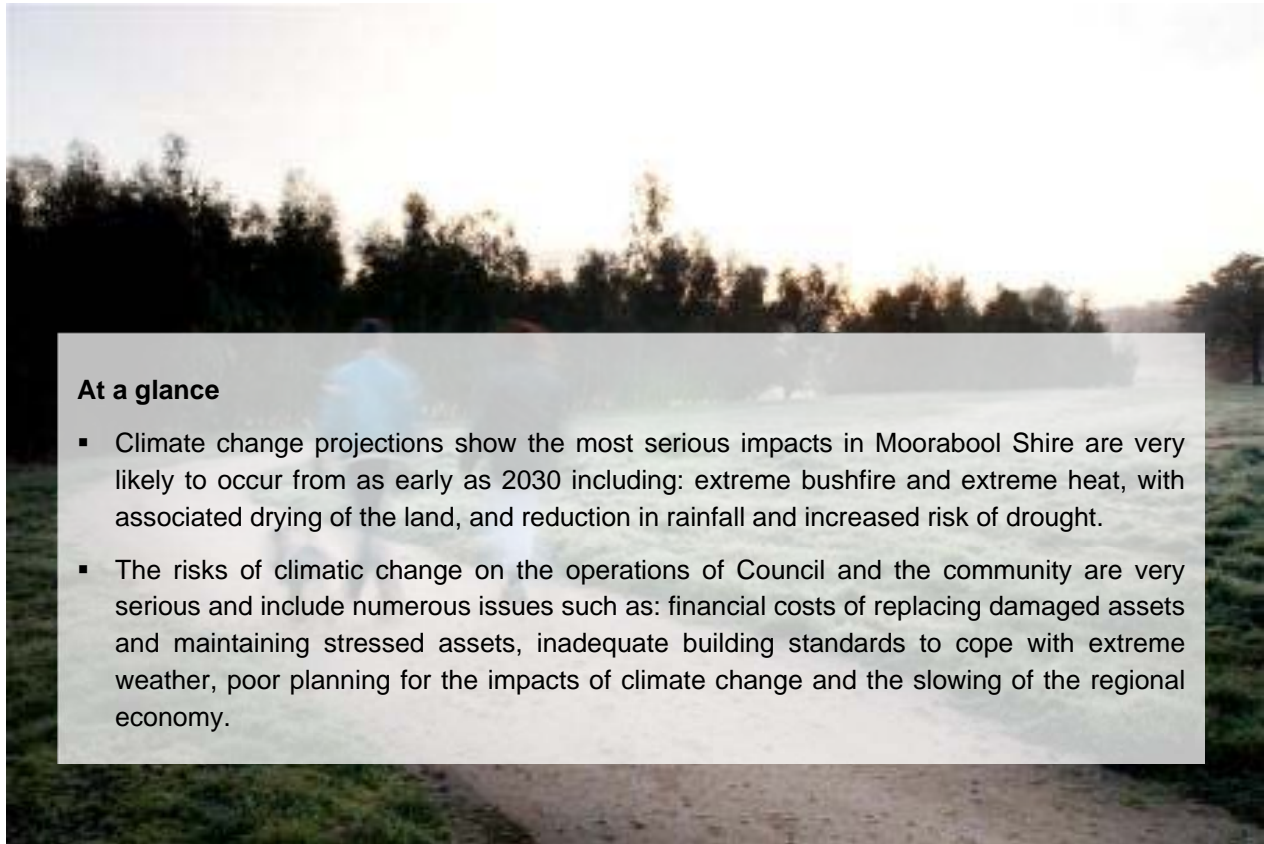 At a glance
▪ Climate change projections show the most serious impacts in Moorabool Shire are very
likely to occur from as early as 2030 including: extreme bushfire and extreme heat, with
associated drying of the land, and reduction in rainfall and increased risk of drought.
▪ The risks of climatic change on the operations of Council and the community are very
serious and include numerous issues such as: financial costs of replacing damaged assets
and maintaining stressed assets, inadequate building standards to cope with extreme
weather, poor planning for the impacts of climate change and the slowing of the regional
economy.